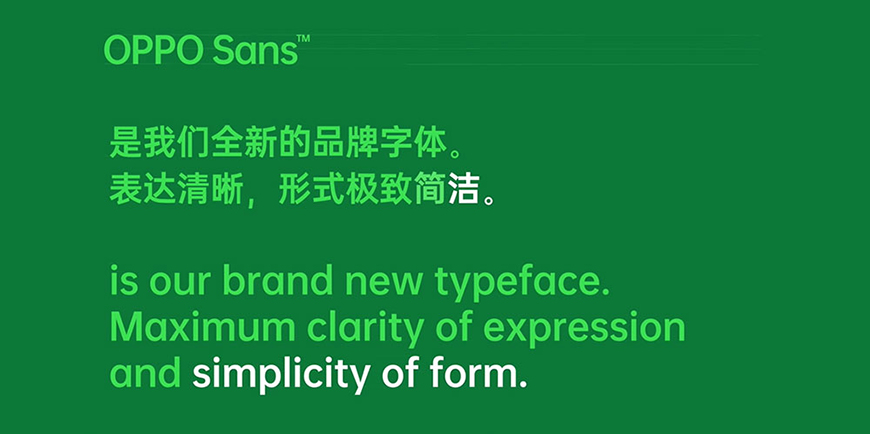 OPPO Sans™
是我们全新的品牌字体。
表达清晰，形式极致简洁。
is our brand new typeface.
Maximum clarity of expression
and simplicity of form.